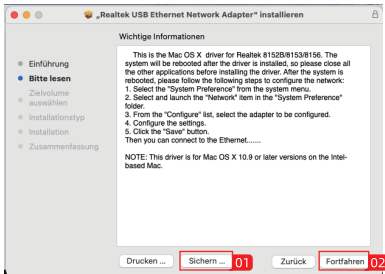 „Realtek USB Ethernet Network Adapter“ installieren
Wichtige Informationen
Einführung
Bitte lesen
Zielvolume
auswählen
Installationstyp
Installation
Zusammenfassung
This is the Mac OS X driver for Realtek 8152B/8153/8156. The
system will be rebooted after the driver is installed, so please close all
the other applications before installing the driver. After the system is
rebooted, please follow the following steps to configure the network:
1. Select the "System Preference" from the system menu.
2. Select and launch the "Network" item in the "System Preference"
folder.
3. From the "Configure" list, select the adapter to be configured.
4. Configure the settings.
5. Click the "Save" button.
Then you can connect to the Ethernet.......
NOTE: This driver is for Mac OS X 10.9 or later versions on the Intel-
based Mac.
Drucken ... Sichern ... 01 Zurück Fortfahren 02